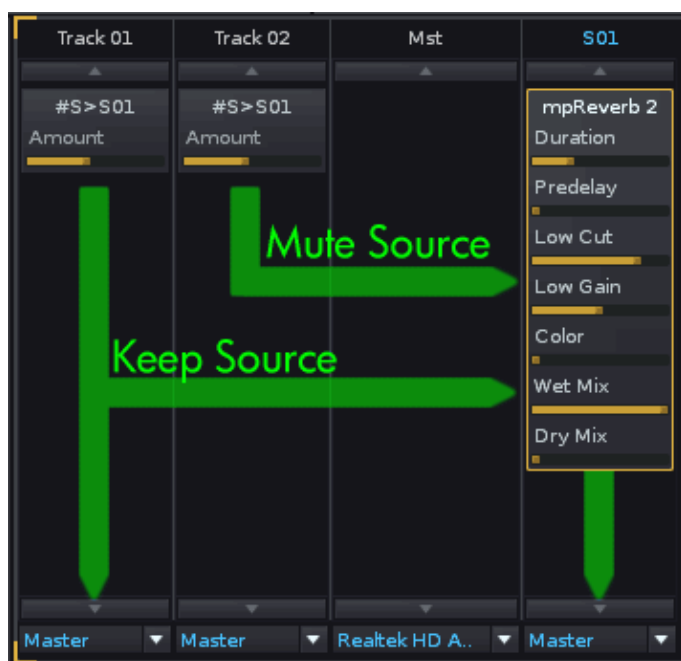 Track 01 Track 02 Mst S01
#S>S01 #S>S01 mpReverb 2
Amount Amount Duration
Predelay
Mute Source Low Cut
Low Gain
Color
Keep Source
Wet Mix
Dry Mix
Master Master Realtek HD A.. Master